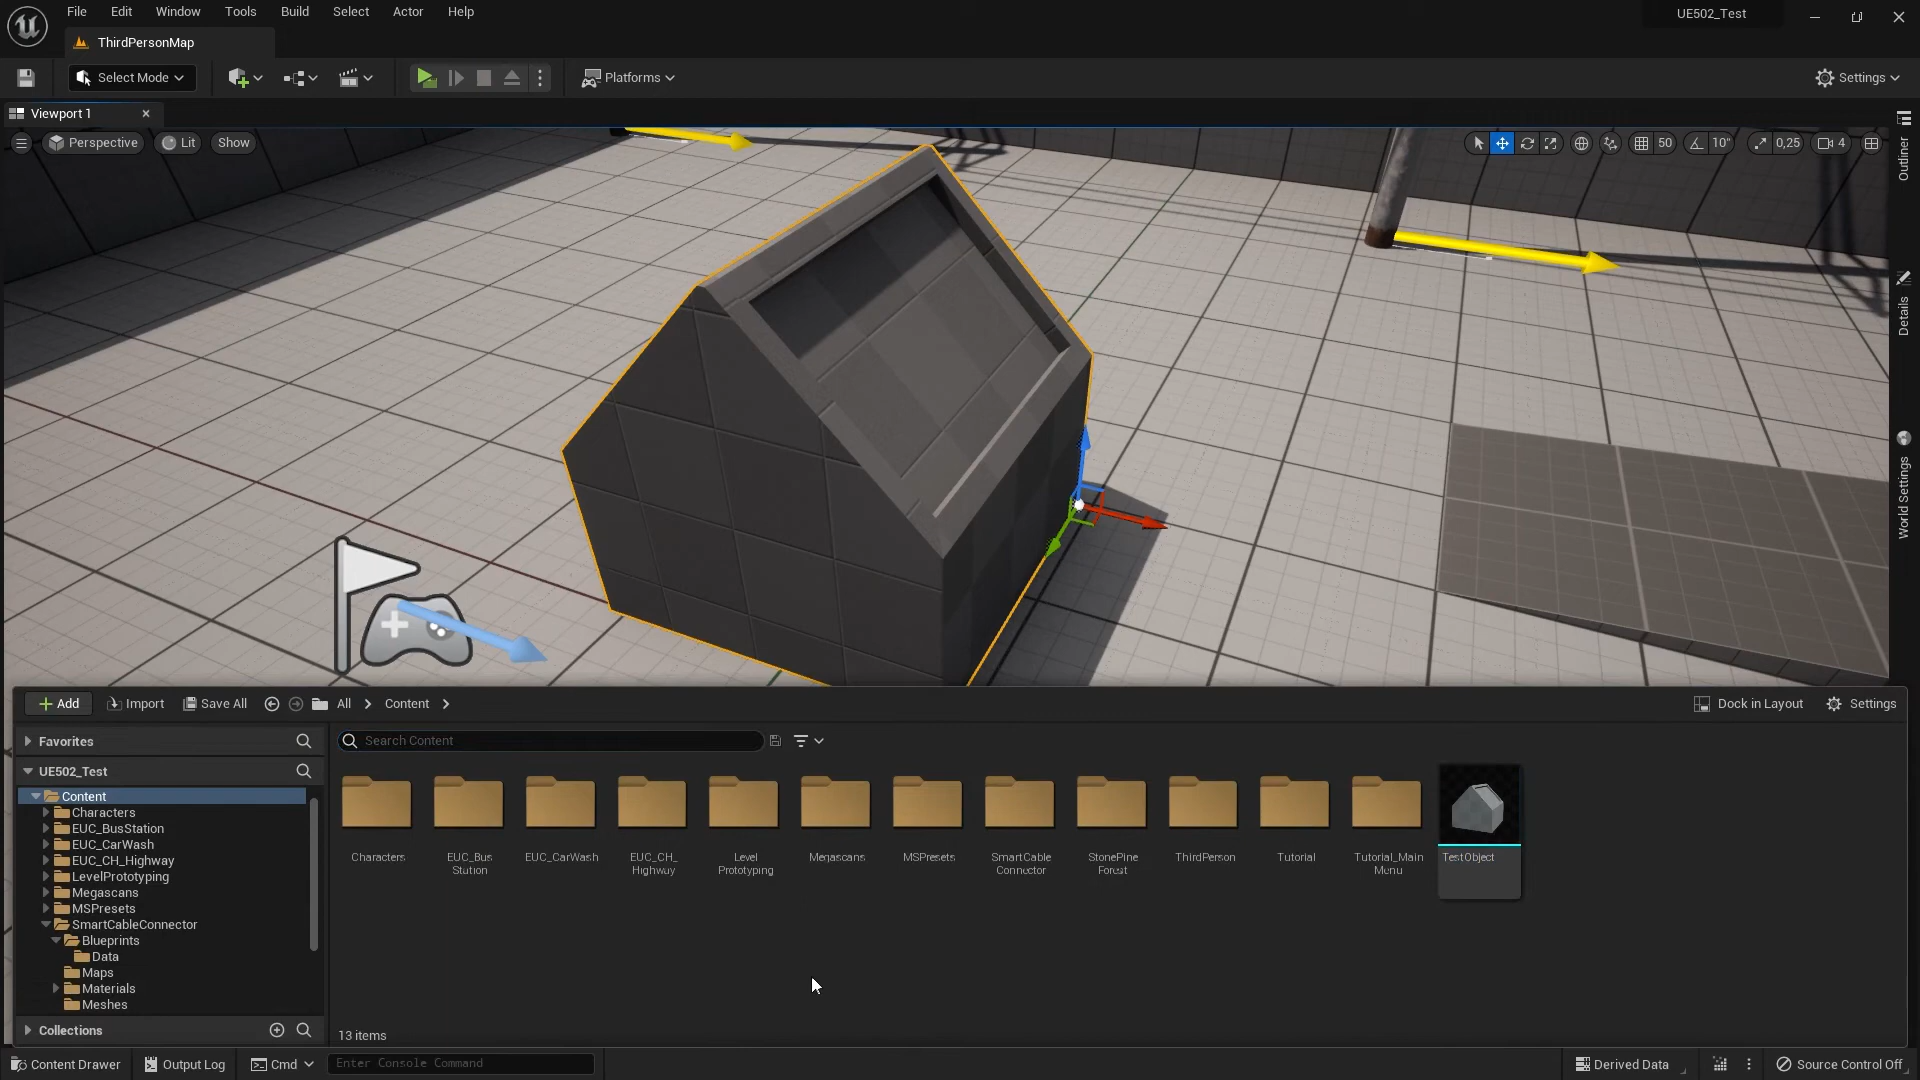 File Edit Window Tools Build Select Actor Help
UE502_Test
ThirdPersonMap
Select Mode
Platforms
Settings
Viewport 1
Perspective
Lit
Show
50
10°
0,25
4
Outliner
Details
World Settings
Add
Import
Save All
All
Content
Dock in Layout
Settings
Favorites
Search Content
UE502_Test
Content
Characters
EUC_BusStation
EUC_CarWash
EUC_CH_Highway
LevelPrototyping
Megascans
MSPresets
SmartCableConnector
Blueprints
Data
Maps
Materials
Meshes
Collections
Characters
EUC_Bus
Station
EUC_CarWash
EUC_CH_
Highway
Level
Prototyping
Megascans
MSPresets
SmartCable
Connector
StonePine
Forest
ThirdPerson
Tutorial
Tutorial_Main
Menu
TestObject
13 items
Content Drawer
Output Log
Cmd
Enter Console Command
Derived Data
Source Control Off